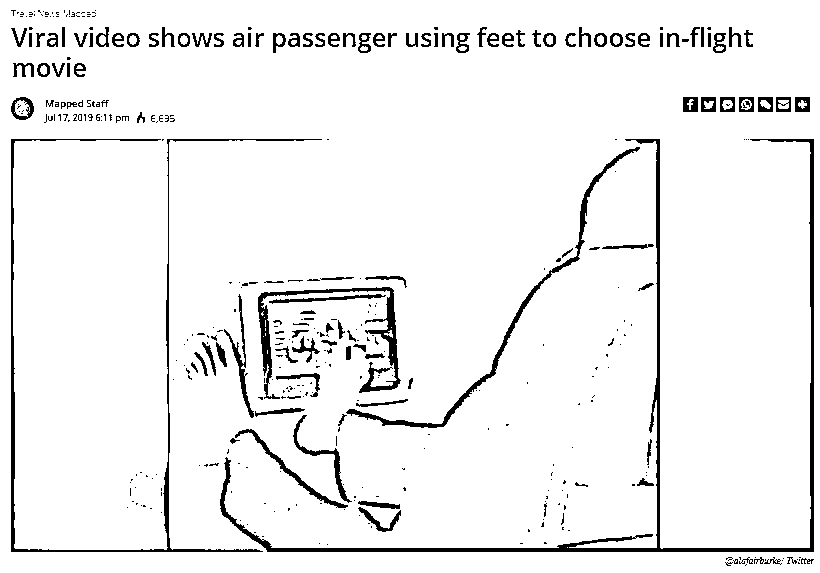 Travel News Mapped
Viral video shows air passenger using feet to choose in-flight
movie
Mapped Staff
Jul 17, 2019 6:11 pm 6,695
@alafairburke/ Twitter